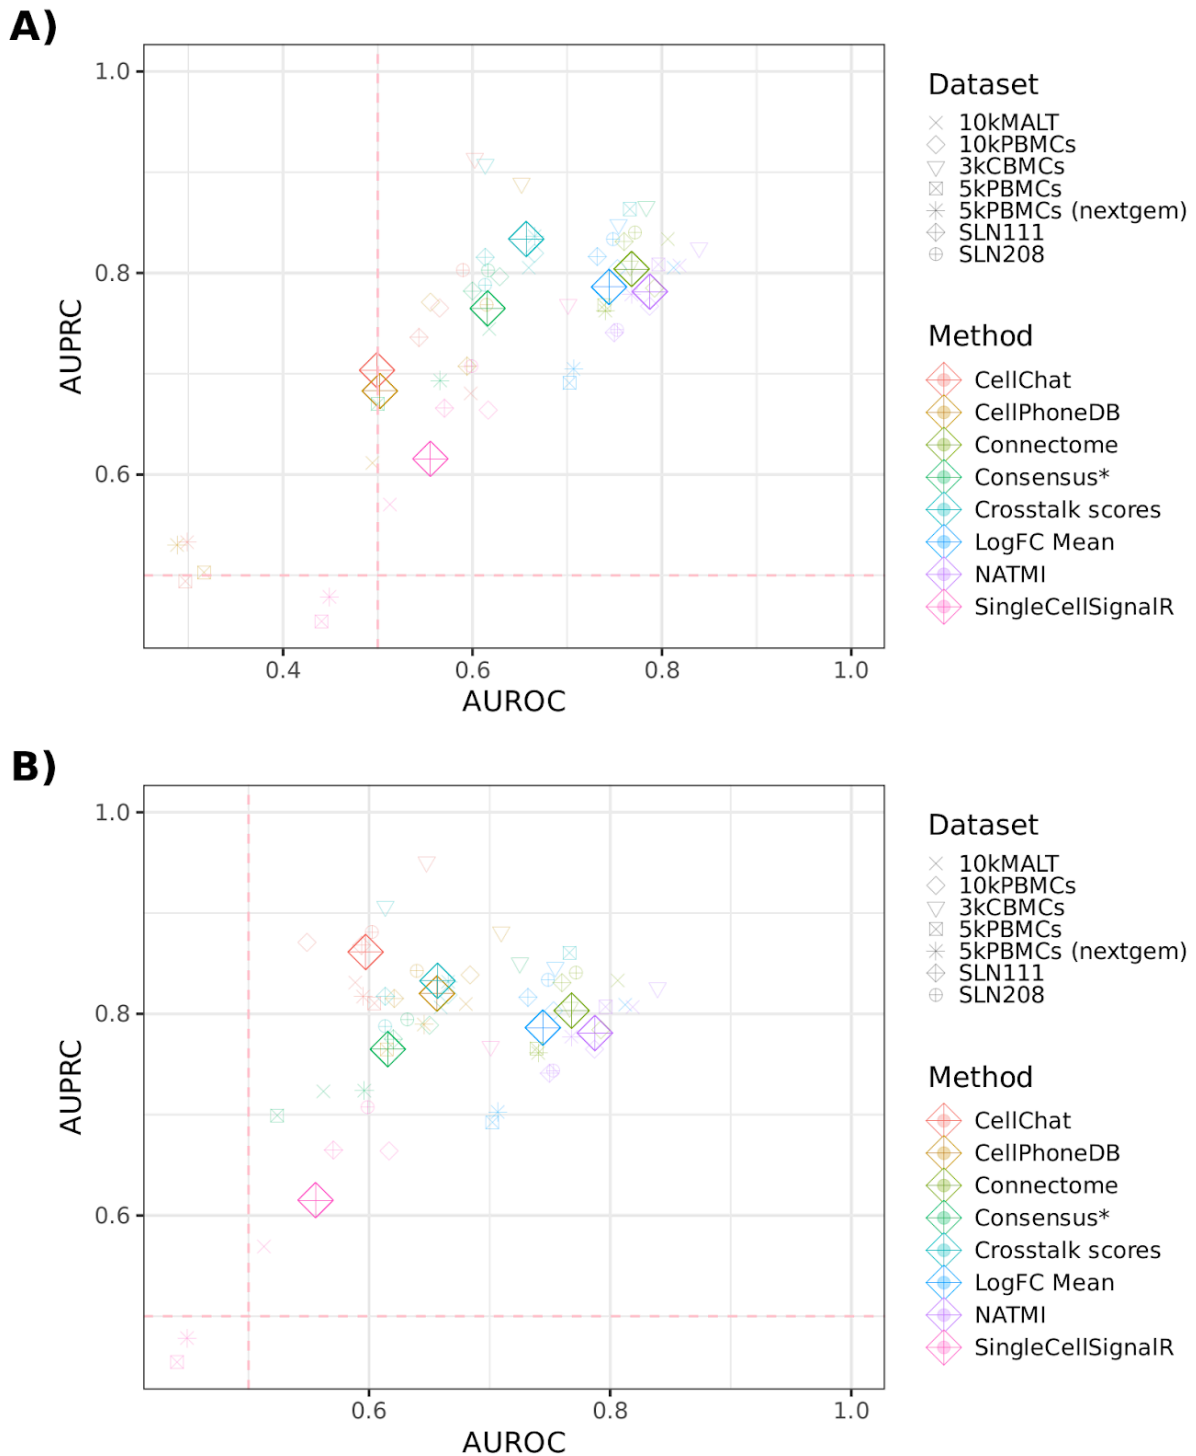 A)
1.0
0.8
0.6
AUPRC
0.4
0.6
0.8
1.0
AUROC
Dataset
10kMALT
10kPBMCs
3kCBMCs
5kPBMCs
5kPBMCs (nextgem)
SLN111
SLN208
Method
CellChat
CellPhoneDB
Connectome
Consensus*
Crosstalk scores
LogFC Mean
NATMI
SingleCellSignalR
B)
1.0
0.8
0.6
AUPRC
0.6
0.8
1.0
AUROC
Dataset
10kMALT
10kPBMCs
3kCBMCs
5kPBMCs
5kPBMCs (nextgem)
SLN111
SLN208
Method
CellChat
CellPhoneDB
Connectome
Consensus*
Crosstalk scores
LogFC Mean
NATMI
SingleCellSignalR